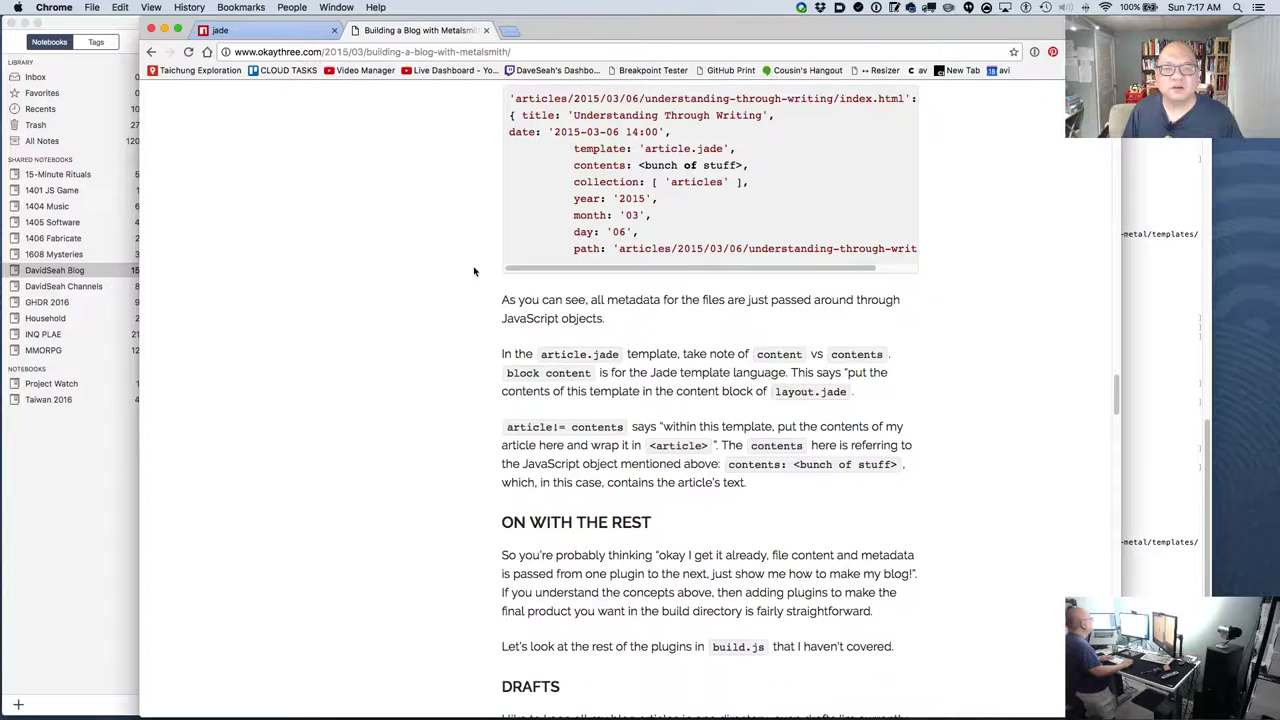 Chrome File Edit View History Bookmarks People Window Help 100% Sun 7:17 AM
Notebooks Tags
LIBRARY
Inbox 0
Favorites
Recents
Trash
All Notes 120
SHARED NOTEBOOKS
15-Minute Rituals 5
1401 JS Game
1404 Music
1405 Software
1406 Fabricate
1608 Mysteries
DavidSeah Blog 15
DavidSeah Channels 8
GHDR 2016
Household
INQ PLAE 21
MMORPG 12
NOTEBOOKS
Project Watch
Taiwan 2016
jade
Building a Blog with Metalsmi
www.okaythree.com/2015/03/building-a-blog-with-metalsmith/
Taichung Exploration CLOUD TASKS Video Manager Live Dashboard - Yo... DaveSeah's Dashbo... Breakpoint Tester GitHub Print Cousin's Hangout ↔ Resizer av New Tab avi
'articles/2015/03/06/understanding-through-writing/index.html':
{ title: 'Understanding Through Writing',
date: '2015-03-06 14:00',
template: 'article.jade',
contents: <bunch of stuff>,
collection: [ 'articles' ],
year: '2015',
month: '03',
day: '06',
path: 'articles/2015/03/06/understanding-through-writ
As you can see, all metadata for the files are just passed around through
JavaScript objects.
In the article.jade template, take note of content vs contents .
block content is for the Jade template language. This says “put the
contents of this template in the content block of layout.jade .
article!= contents says “within this template, put the contents of my
article here and wrap it in <article> ”. The contents here is referring to
the JavaScript object mentioned above: contents: <bunch of stuff> ,
which, in this case, contains the article’s text.
ON WITH THE REST
So you’re probably thinking “okay I get it already, file content and metadata
is passed from one plugin to the next, just show me how to make my blog!”.
If you understand the concepts above, then adding plugins to make the
final product you want in the build directory is fairly straightforward.
Let’s look at the rest of the plugins in build.js that I haven’t covered.
DRAFTS
-metal/templates/
-metal/templates/